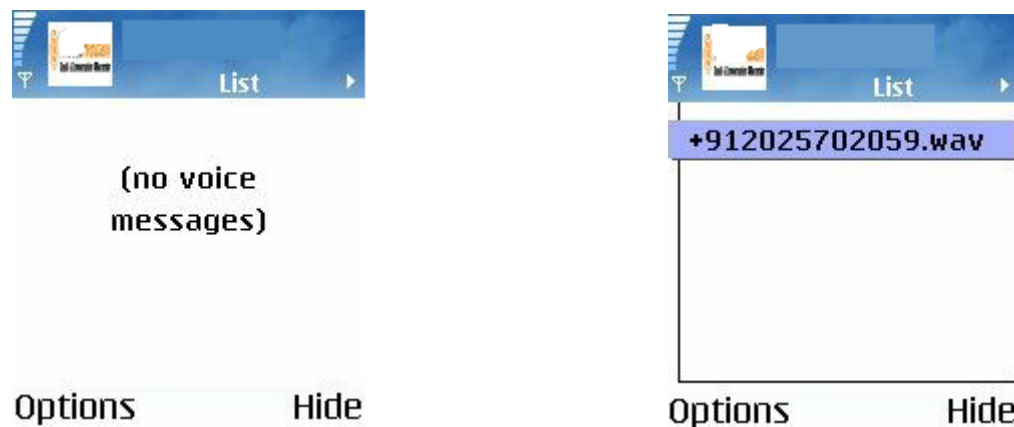 List
(no voice
messages)
Options Hide
List
+912025702059.wav
Options Hide